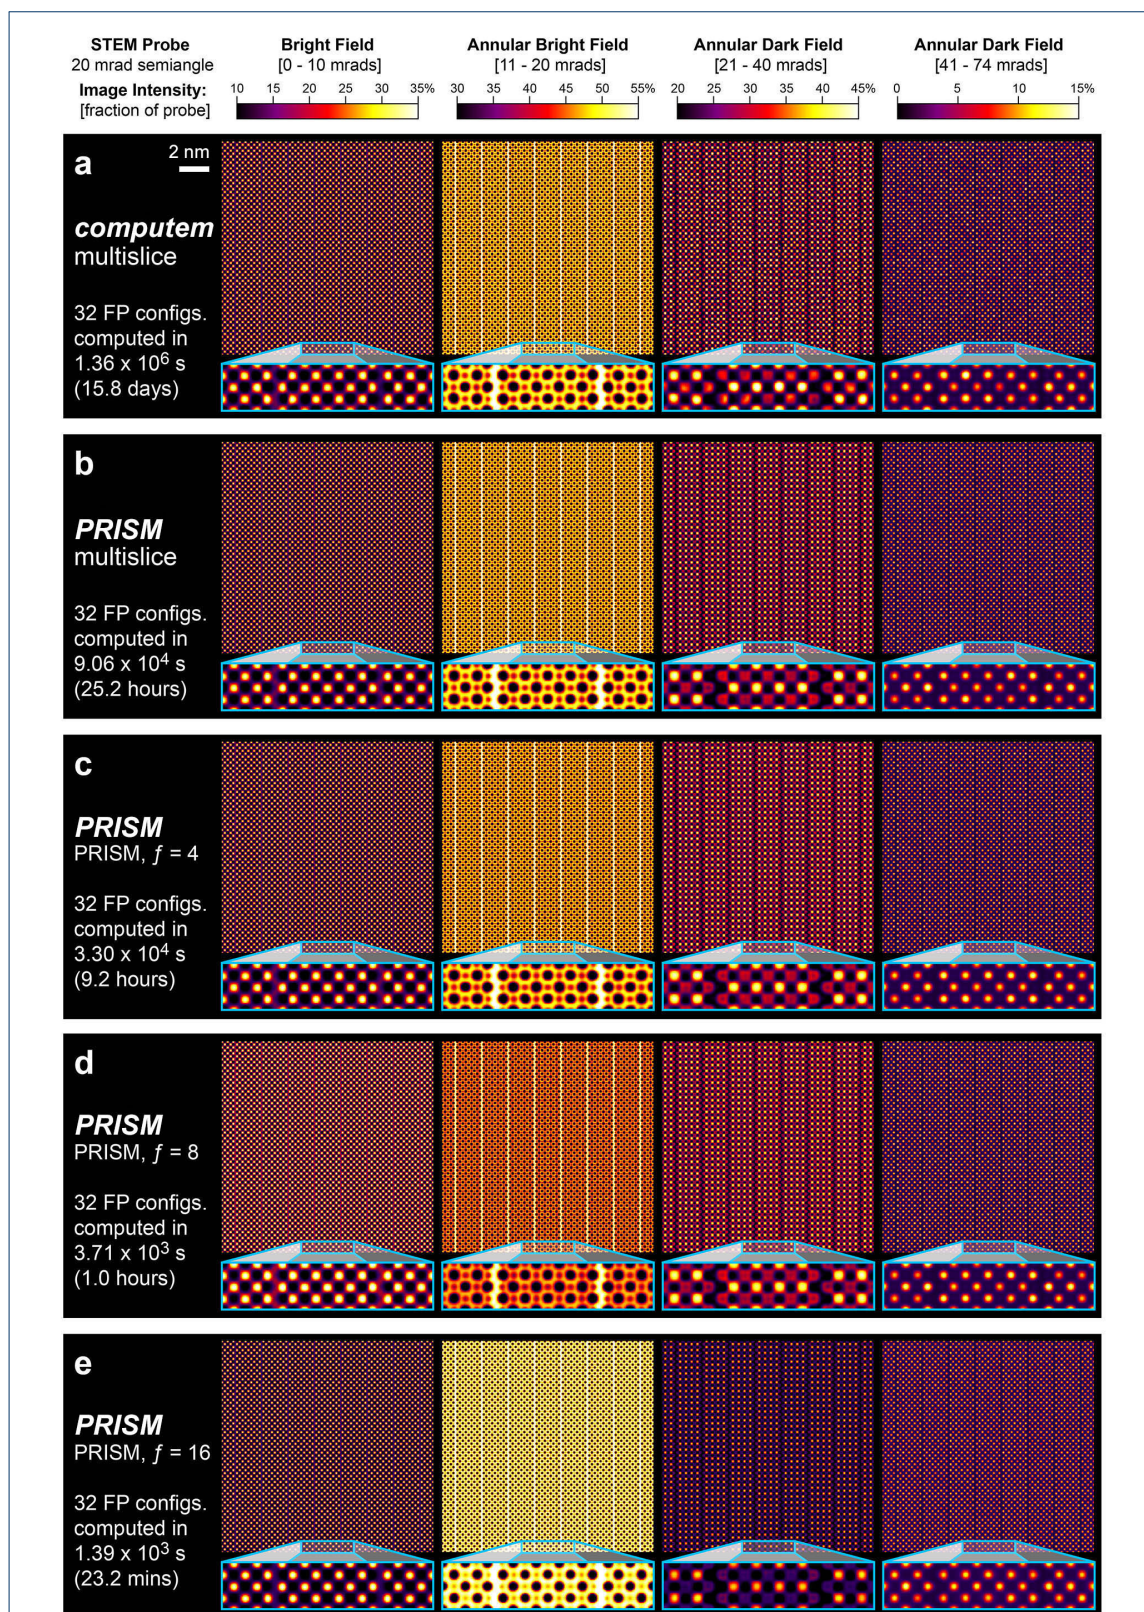 STEM Probe
20 mrad semiangle
Image Intensity:
[fraction of probe]
Bright Field
[0 - 10 mrads]
10 15 20 25 30 35%
Annular Bright Field
[11 - 20 mrads]
30 35 40 45 50 55%
Annular Dark Field
[21 - 40 mrads]
20 25 30 35 40 45%
Annular Dark Field
[41 - 74 mrads]
0 5 10 15%
a
2 nm
computem
multislice
32 FP configs.
computed in
1.36 x 10⁶ s
(15.8 days)
b
PRISM
multislice
32 FP configs.
computed in
9.06 x 10⁴ s
(25.2 hours)
c
PRISM
PRISM, ƒ = 4
32 FP configs.
computed in
3.30 x 10⁴ s
(9.2 hours)
d
PRISM
PRISM, ƒ = 8
32 FP configs.
computed in
3.71 x 10³ s
(1.0 hours)
e
PRISM
PRISM, ƒ = 16
32 FP configs.
computed in
1.39 x 10³ s
(23.2 mins)